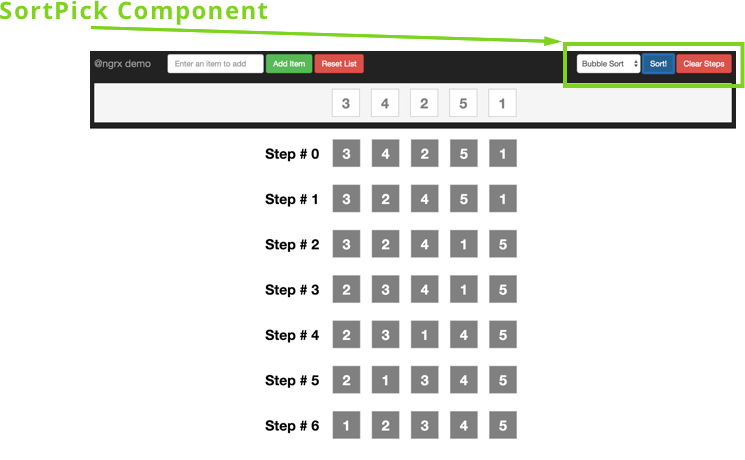 SortPick Component
@ngrx demo Enter an item to add Add Item Reset List Bubble Sort Sort! Clear Steps
3 4 2 5 1
Step # 0 3 4 2 5 1
Step # 1 3 2 4 5 1
Step # 2 3 2 4 1 5
Step # 3 2 3 4 1 5
Step # 4 2 3 1 4 5
Step # 5 2 1 3 4 5
Step # 6 1 2 3 4 5